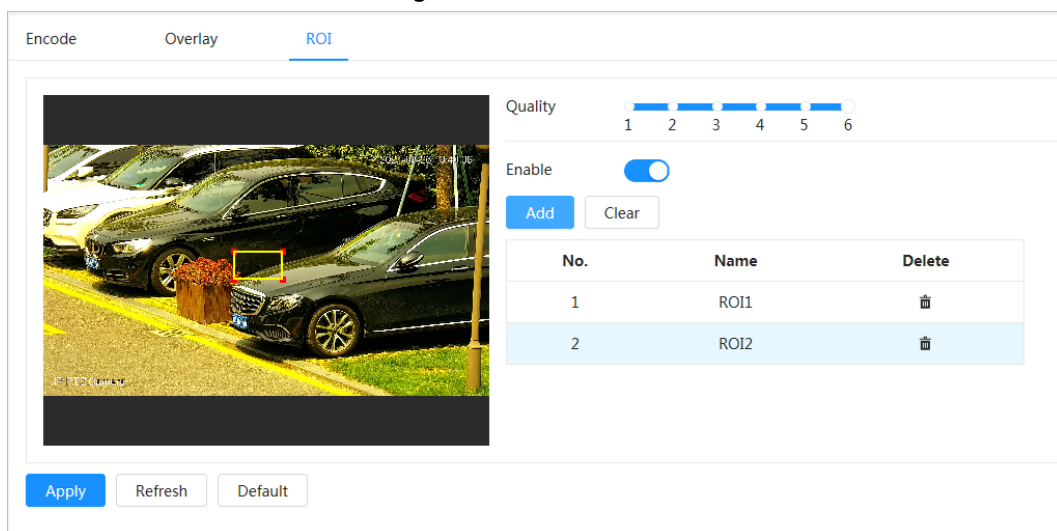 Encode Overlay ROI
Quality
1 2 3 4 5 6
Enable
Add Clear
No. Name Delete
1 ROI1
2 ROI2
Apply Refresh Default